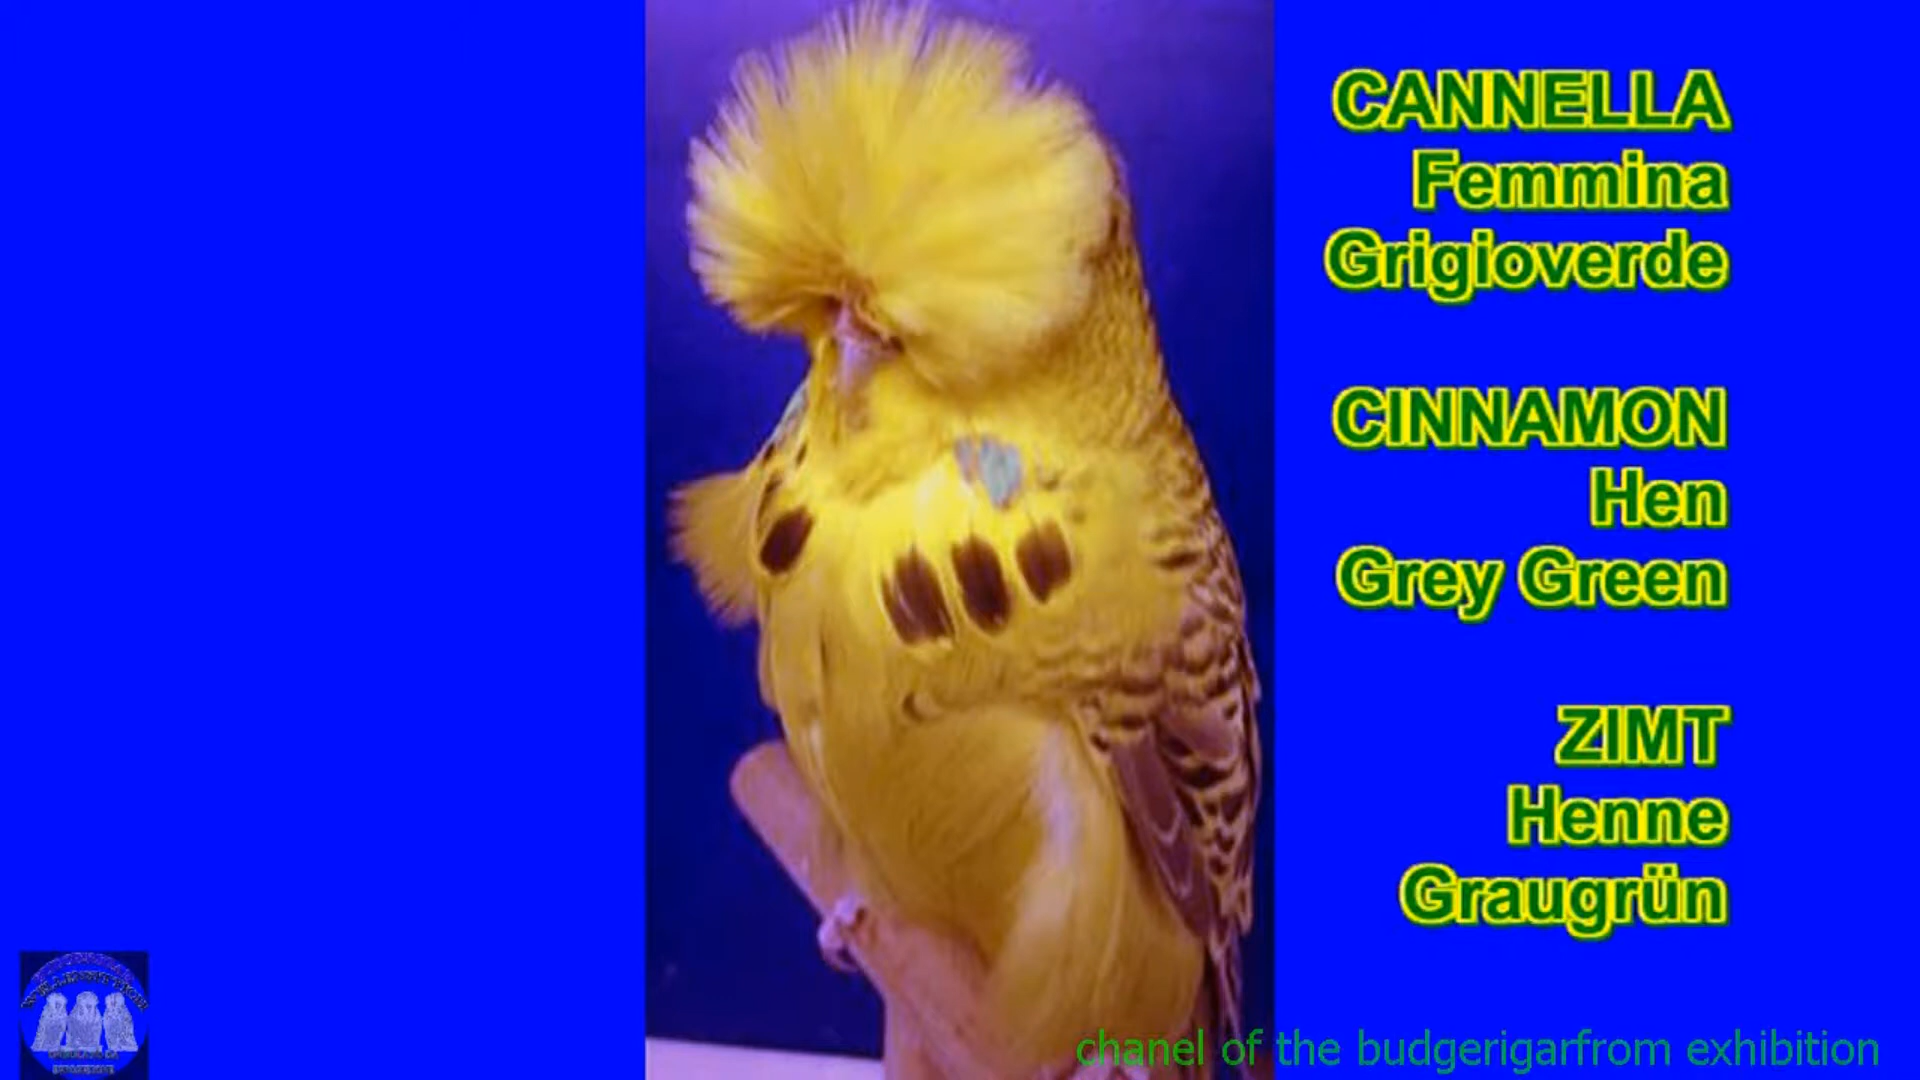 CANNELLA
Femmina
Grigioverde
CINNAMON
Hen
Grey Green
ZIMT
Henne
Graugrün
chanel of the budgerigarfrom exhibition